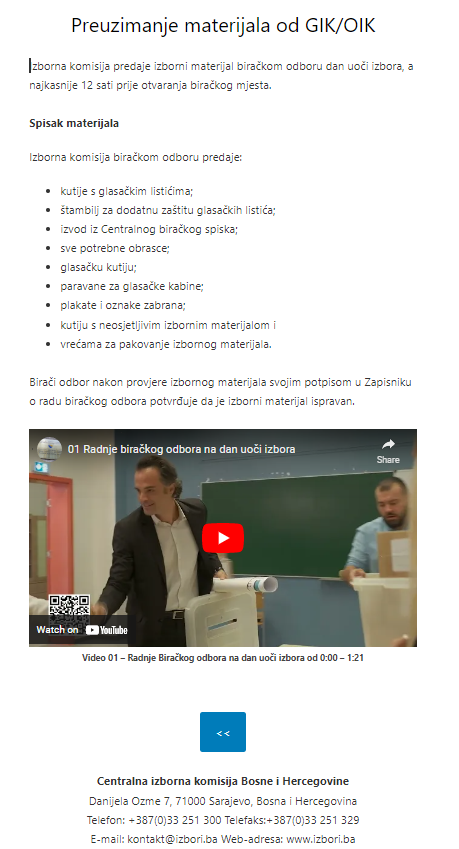 Preuzimanje materijala od GIK/OIK
Izborna komisija predaje izborni materijal biračkom odboru dan uoči izbora, a
najkasnije 12 sati prije otvaranja biračkog mjesta.
Spisak materijala
Izborna komisija biračkom odboru predaje:
• kutije s glasačkim listićima;
• štambilj za dodatnu zaštitu glasačkih listića;
• izvod iz Centralnog biračkog spiska;
• sve potrebne obrasce;
• glasačku kutiju;
• paravane za glasačke kabine;
• plakate i oznake zabrana;
• kutiju s neosjetljivim izbornim materijalom i
• vrećama za pakovanje izbornog materijala.
Birači odbor nakon provjere izbornog materijala svojim potpisom u Zapisniku
o radu biračkog odbora potvrđuje da je izborni materijal ispravan.
01 Radnje biračkog odbora na dan uoči izbora
Share
Watch on YouTube
Video 01 – Radnje Biračkog odbora na dan uoči izbora od 0:00 – 1:21
<<
Centralna izborna komisija Bosne i Hercegovine
Danijela Ozme 7, 71000 Sarajevo, Bosna i Hercegovina
Telefon: +387(0)33 251 300 Telefaks:+387(0)33 251 329
E-mail: kontakt@izbori.ba Web-adresa: www.izbori.ba